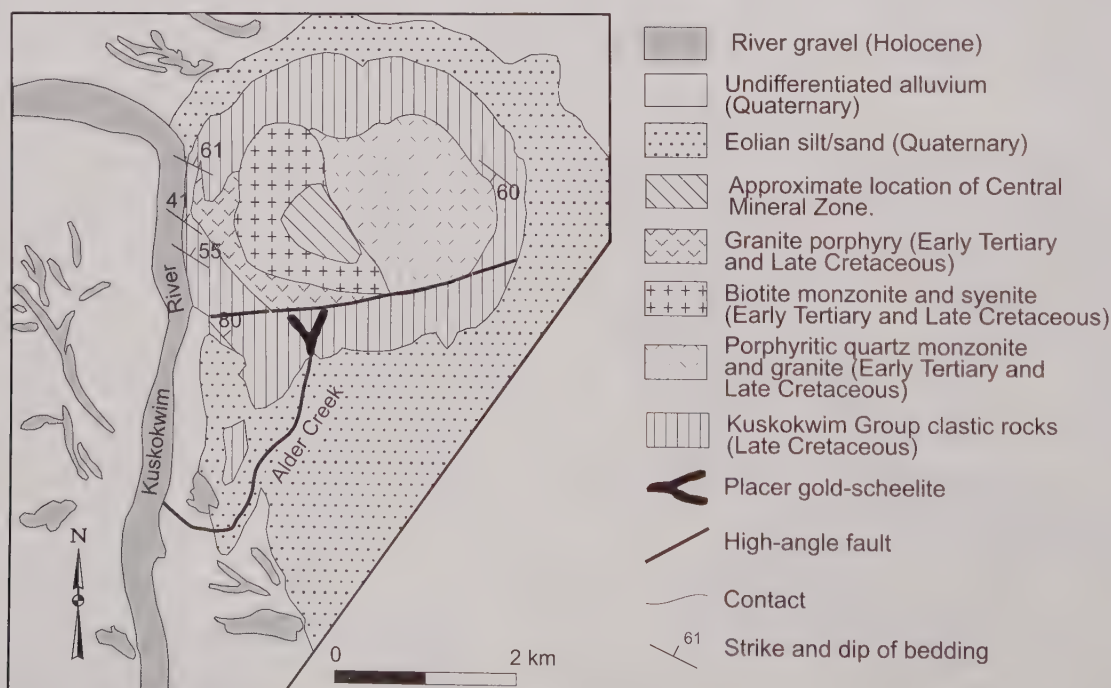 61
41
55
60
80
River
Kuskokwim
Alder Creek
N
0 2 km
River gravel (Holocene)
Undifferentiated alluvium
(Quaternary)
Eolian silt/sand (Quaternary)
Approximate location of Central
Mineral Zone.
Granite porphyry (Early Tertiary
and Late Cretaceous)
Biotite monzonite and syenite
(Early Tertiary and Late Cretaceous)
Porphyritic quartz monzonite
and granite (Early Tertiary and
Late Cretaceous)
Kuskokwim Group clastic rocks
(Late Cretaceous)
Placer gold-scheelite
High-angle fault
Contact
61
Strike and dip of bedding